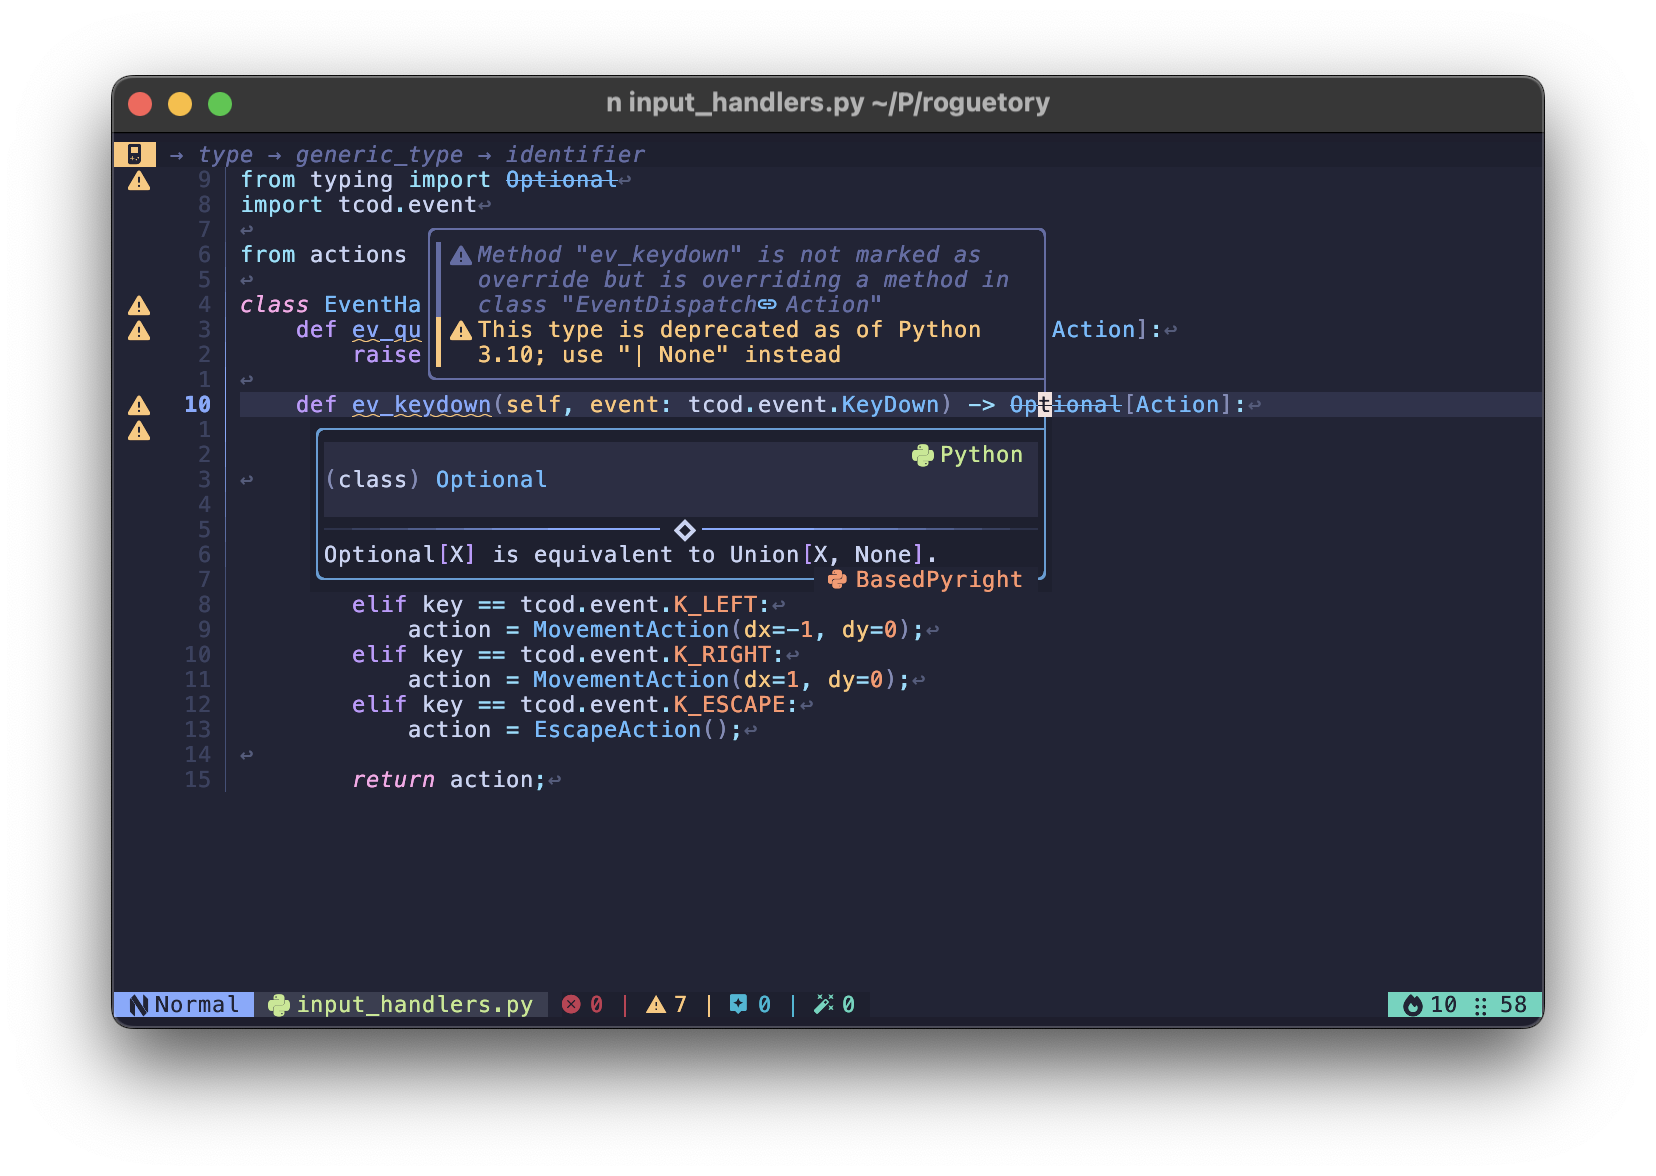 n input_handlers.py ~/P/roguetory
→ type → generic_type → identifier
9 from typing import Optional↩
8 import tcod.event↩
7 ↩
6 from actions
5 ↩
4 class EventHa
3 def ev_qu Action]:↩
2 raise
1 ↩
Method "ev_keydown" is not marked as
override but is overriding a method in
class "EventDispatch Action"
This type is deprecated as of Python
3.10; use "| None" instead
10 def ev_keydown(self, event: tcod.event.KeyDown) -> Optional[Action]:↩
1
2
3 ↩
4
5
6
7
Python
(class) Optional
Optional[X] is equivalent to Union[X, None].
BasedPyright
8 elif key == tcod.event.K_LEFT:↩
9 action = MovementAction(dx=-1, dy=0);↩
10 elif key == tcod.event.K_RIGHT:↩
11 action = MovementAction(dx=1, dy=0);↩
12 elif key == tcod.event.K_ESCAPE:↩
13 action = EscapeAction();↩
14 ↩
15 return action;↩
Normal input_handlers.py 0 | 7 | 0 | 0 10 58